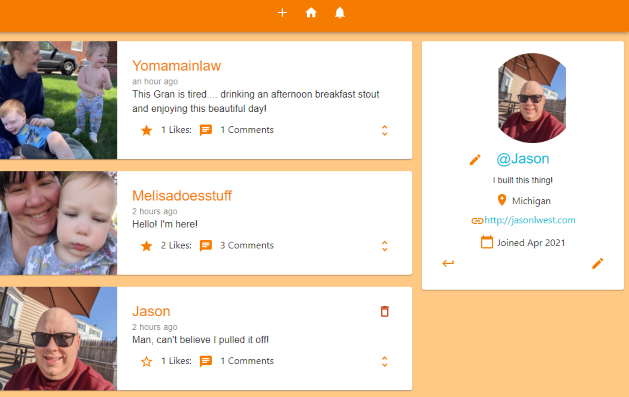 Yomamainlaw
an hour ago
This Gran is tired.... drinking an afternoon breakfast stout
and enjoying this beautiful day!
1 Likes: 1 Comments
Melisadoesstuff
2 hours ago
Hello! I'm here!
2 Likes: 3 Comments
Jason
2 hours ago
Man, can't believe I pulled it off!
1 Likes: 1 Comments
@Jason
I built this thing!
Michigan
http://jasonlwest.com
Joined Apr 2021